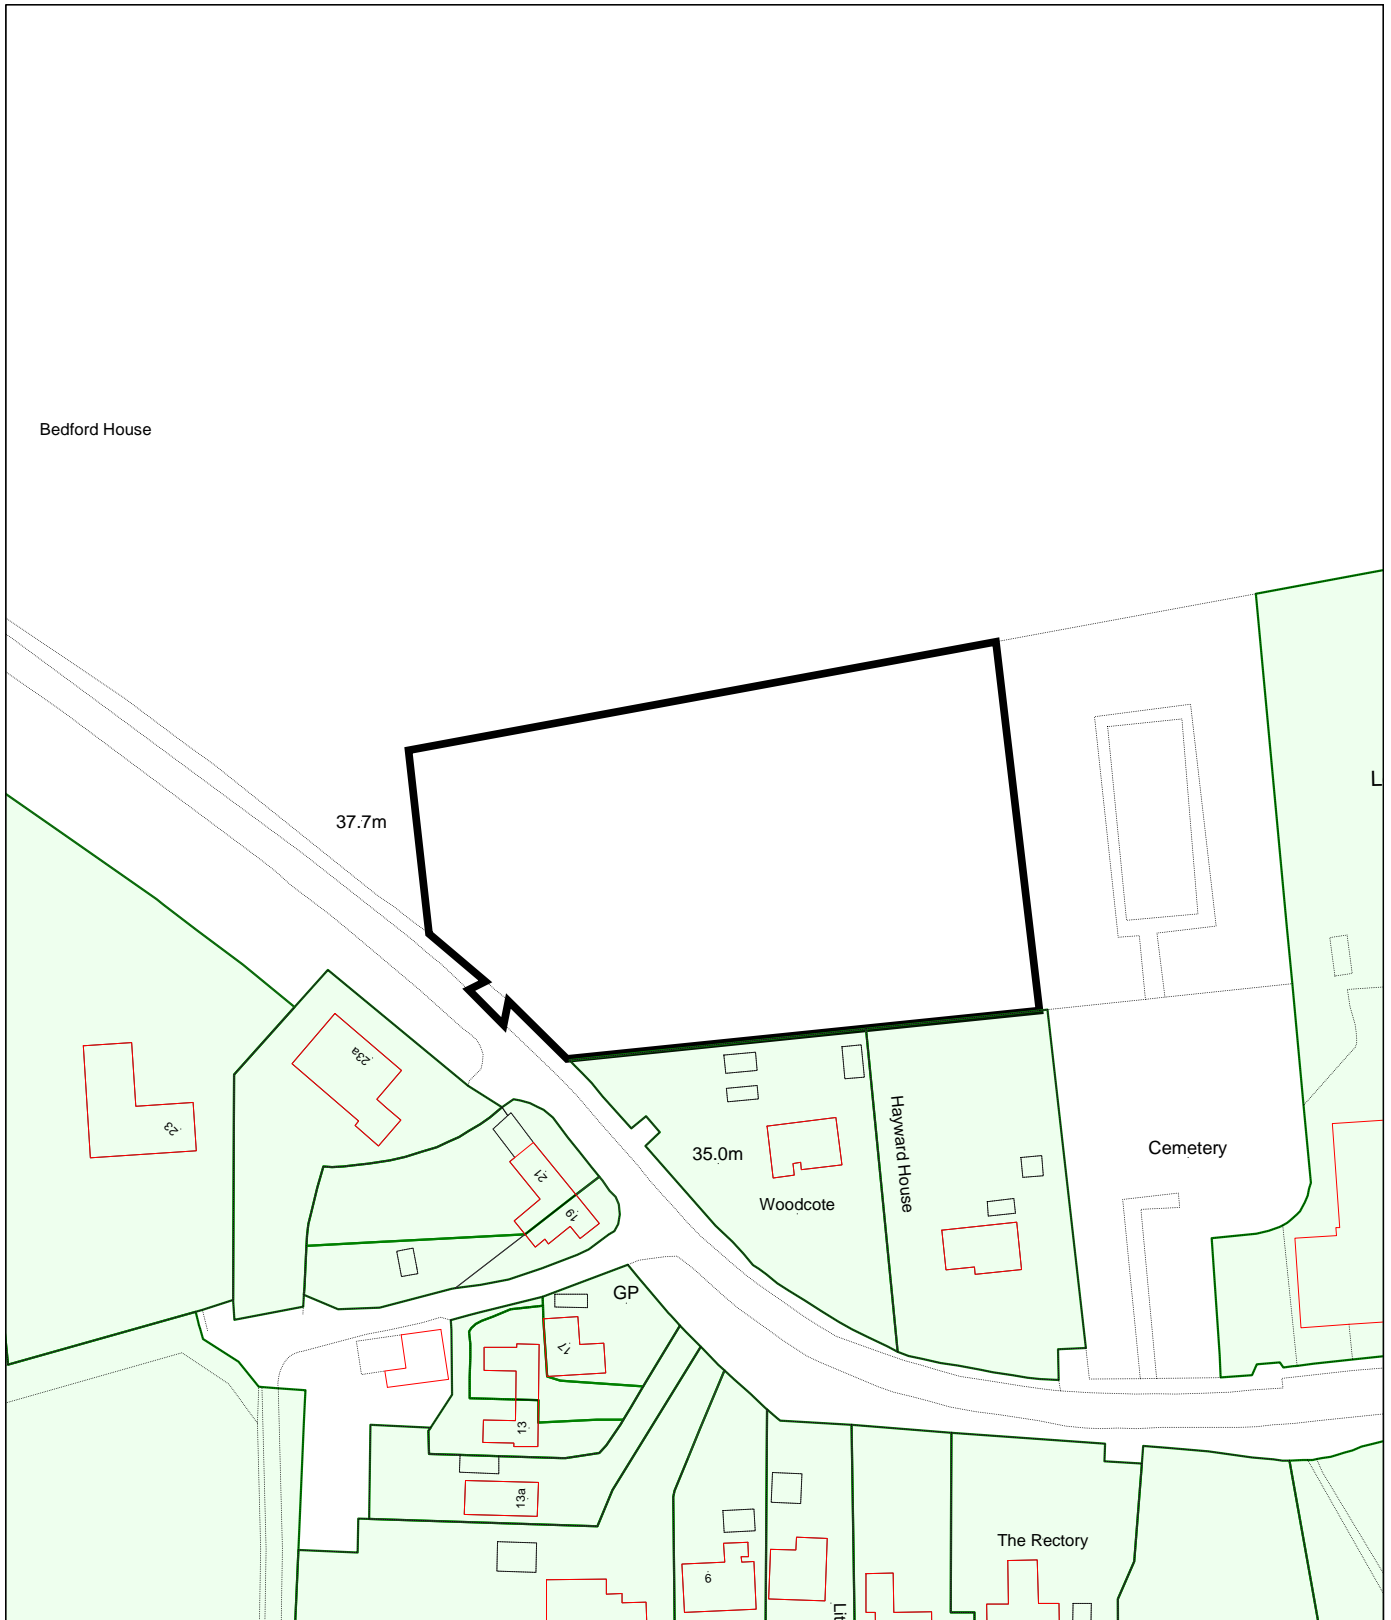 Bedford House
L
37.7m
23a
23
35.0m
Hayward House
Cemetery
21
Woodcote
19
GP
17
13
13a
The Rectory
6
Lit